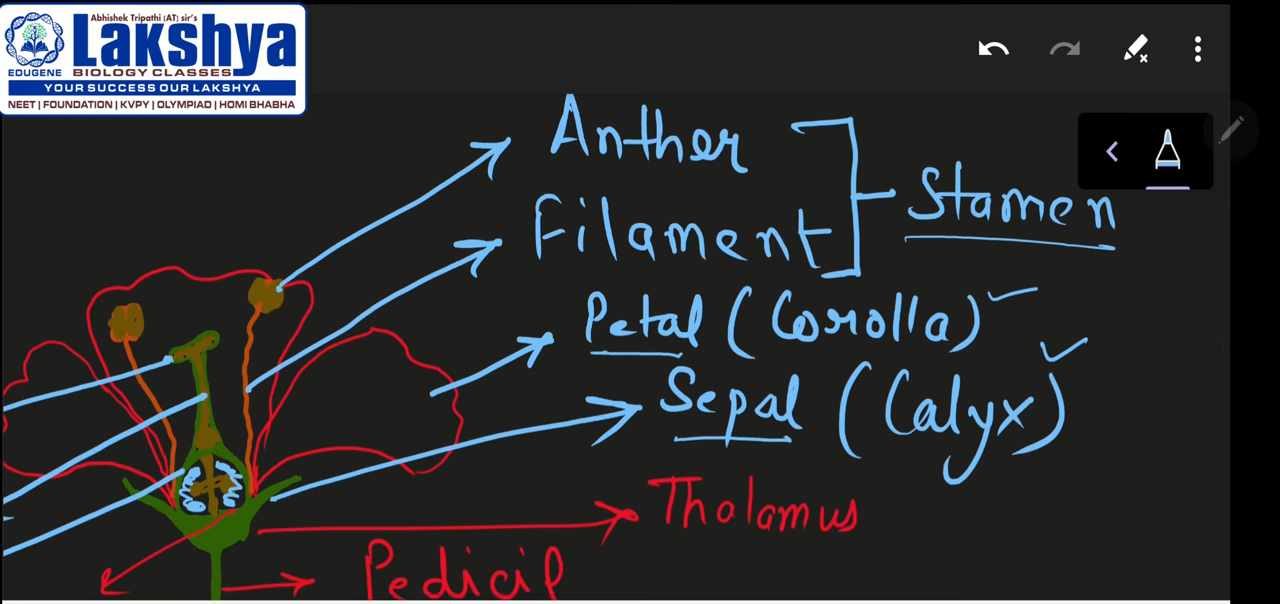 Abhishek Tripathi (AT) sir's
Lakshya
EDUGENE BIOLOGY CLASSES
YOUR SUCCESS OUR LAKSHYA
NEET | FOUNDATION | KVPY | OLYMPIAD | HOMI BHABHA
Anther
Filament
Stamen
Petal (Corolla)
Sepal (Calyx)
Thalamus
Pedicil